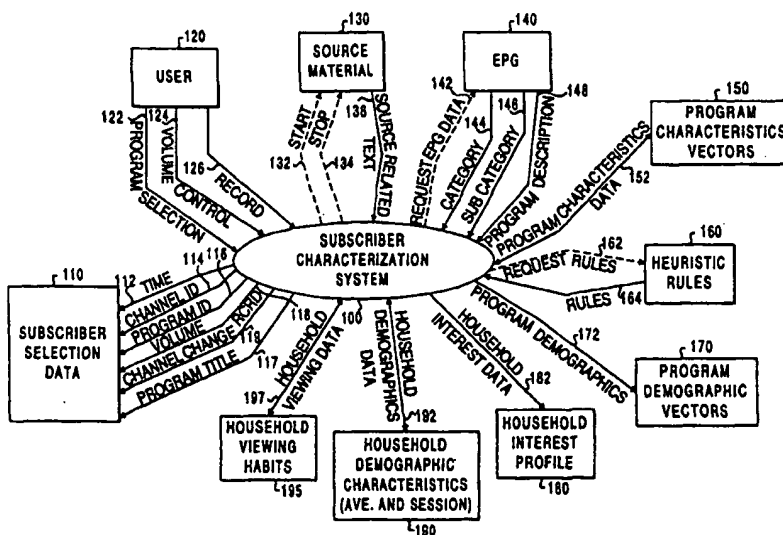 120
USER
122
PROGRAM SELECTION
124
VOLUME CONTROL
126
RECORD
130
SOURCE
MATERIAL
START
132
STOP
134
138
SOURCE RELATED
TEXT
140
EPG
142
REQUEST EPG DATA
144
CATEGORY
146
SUB CATEGORY
148
PROGRAM DESCRIPTION
150
PROGRAM
CHARACTERISTICS
VECTORS
PROGRAM CHARACTERISTICS
DATA
152
SUBSCRIBER
CHARACTERIZATION
SYSTEM
100
160
HEURISTIC
RULES
162
REQUEST RULES
RULES
164
110
SUBSCRIBER
SELECTION
DATA
112
TIME
114
CHANNEL ID
116
PROGRAM ID
VOLUME
118
CHANNEL CHANGE
119
PROGRAM TITLE
117
197
HOUSEHOLD
VIEWING DATA
HOUSEHOLD
VIEWING
HABITS
195
HOUSEHOLD
DEMOGRAPHICS
DATA
192
HOUSEHOLD
DEMOGRAPHIC
CHARACTERISTICS
(AVE. AND SESSION)
190
HOUSEHOLD
INTEREST DATA
182
HOUSEHOLD
INTEREST
PROFILE
180
PROGRAM DEMOGRAPHICS
172
170
PROGRAM
DEMOGRAPHIC
VECTORS